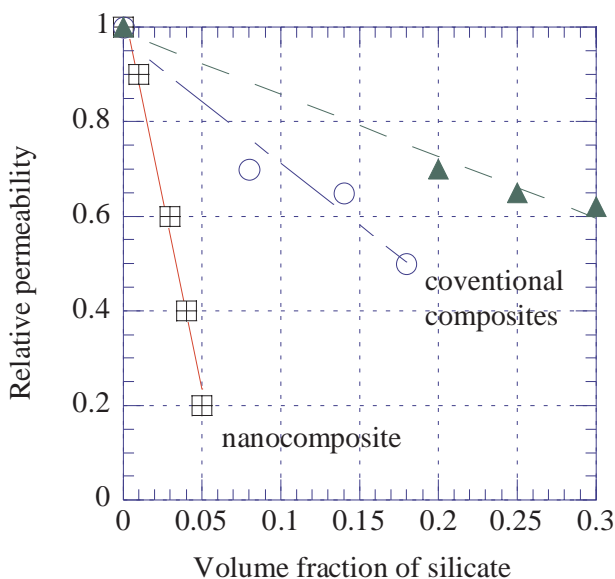 1
0.8
0.6
0.4
0.2
0
Relative permeability
coventional
composites
nanocomposite
0 0.05 0.1 0.15 0.2 0.25 0.3
Volume fraction of silicate